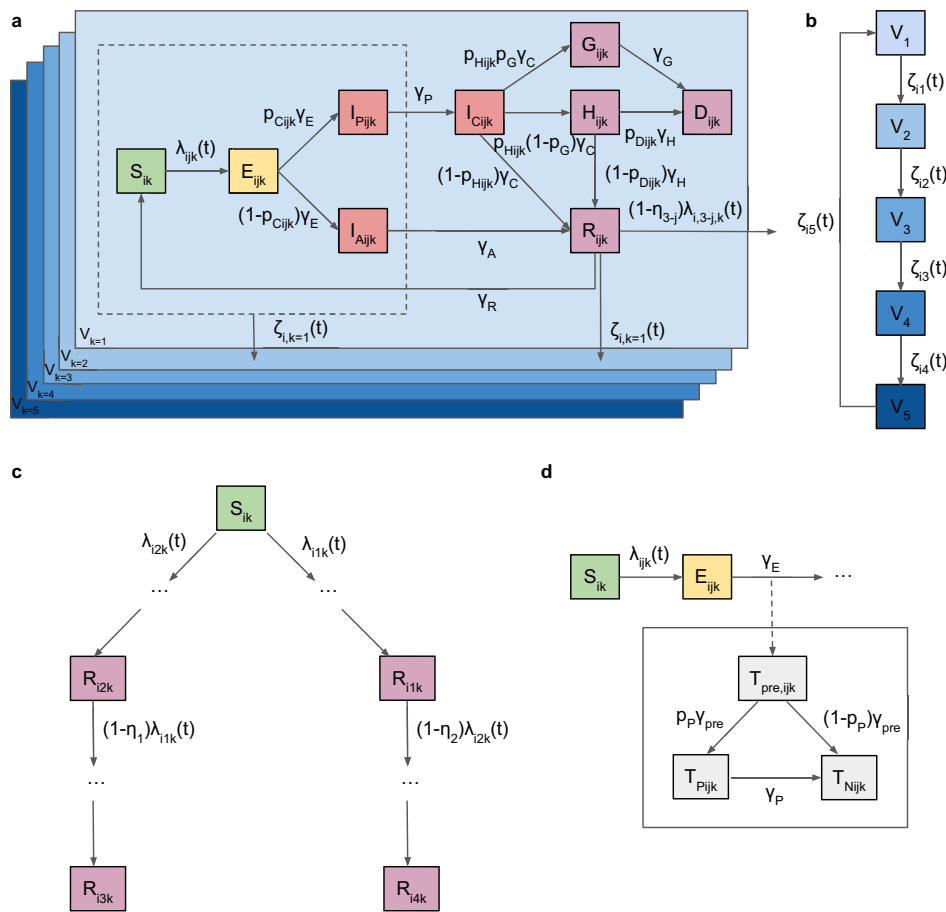 a
b
G_ijk
p_Hijk p_G γ_C
γ_G
I_Pijk
γ_P
I_Cijk
H_ijk
D_ijk
p_Cijk γ_E
p_Hijk(1-p_G)γ_C
p_Dijk γ_H
λ_ijk(t)
S_ik
E_ijk
(1-p_Hijk)γ_C
(1-p_Dijk)γ_H
(1-p_Cijk)γ_E
I_Aijk
R_ijk
(1-η_3-j)λ_i,3-j,k(t)
γ_A
γ_R
ζ_i,k=1(t)
ζ_i,k=1(t)
V_k=1
V_k=2
V_k=3
V_k=4
V_k=5
V_1
ζ_i1(t)
V_2
ζ_i2(t)
V_3
ζ_i5(t)
ζ_i3(t)
V_4
ζ_i4(t)
V_5
c
S_ik
λ_i2k(t)
λ_i1k(t)
...
...
R_i2k
R_i1k
(1-η_1)λ_i1k(t)
(1-η_2)λ_i2k(t)
...
...
R_i3k
R_i4k
d
λ_ijk(t)
γ_E
S_ik
E_ijk
...
T_pre,ijk
p_P γ_pre
(1-p_P)γ_pre
T_Pijk
T_Nijk
γ_P